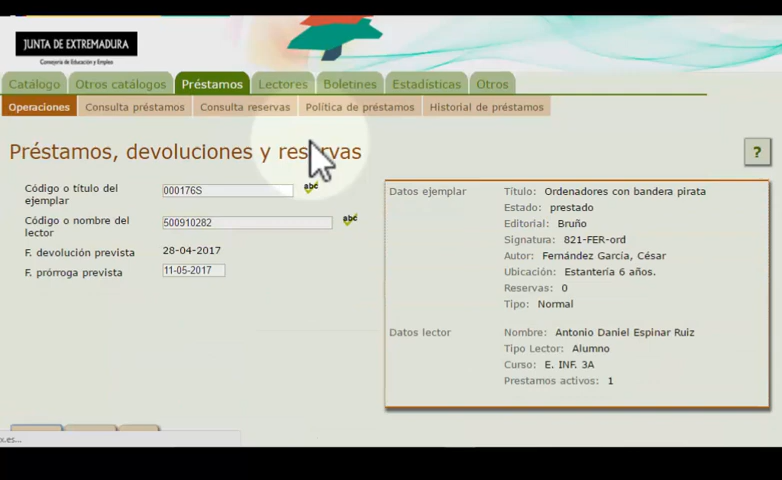 JUNTA DE EXTREMADURA
Consejería de Educación y Empleo
Catálogo Otros catálogos Préstamos Lectores Boletines Estadísticas Otros
Operaciones Consulta préstamos Consulta reservas Política de préstamos Historial de préstamos
Préstamos, devoluciones y reservas
?
Código o título del
ejemplar
000176S
abc
Código o nombre del
lector
500910282
abc
F. devolución prevista 28-04-2017
F. prórroga prevista 11-05-2017
Datos ejemplar
Título: Ordenadores con bandera pirata
Estado: prestado
Editorial: Bruño
Signatura: 821-FER-ord
Autor: Fernández García, César
Ubicación: Estantería 6 años.
Reservas: 0
Tipo: Normal
Datos lector
Nombre: Antonio Daniel Espinar Ruiz
Tipo Lector: Alumno
Curso: E. INF. 3A
Prestamos activos: 1
x.es...